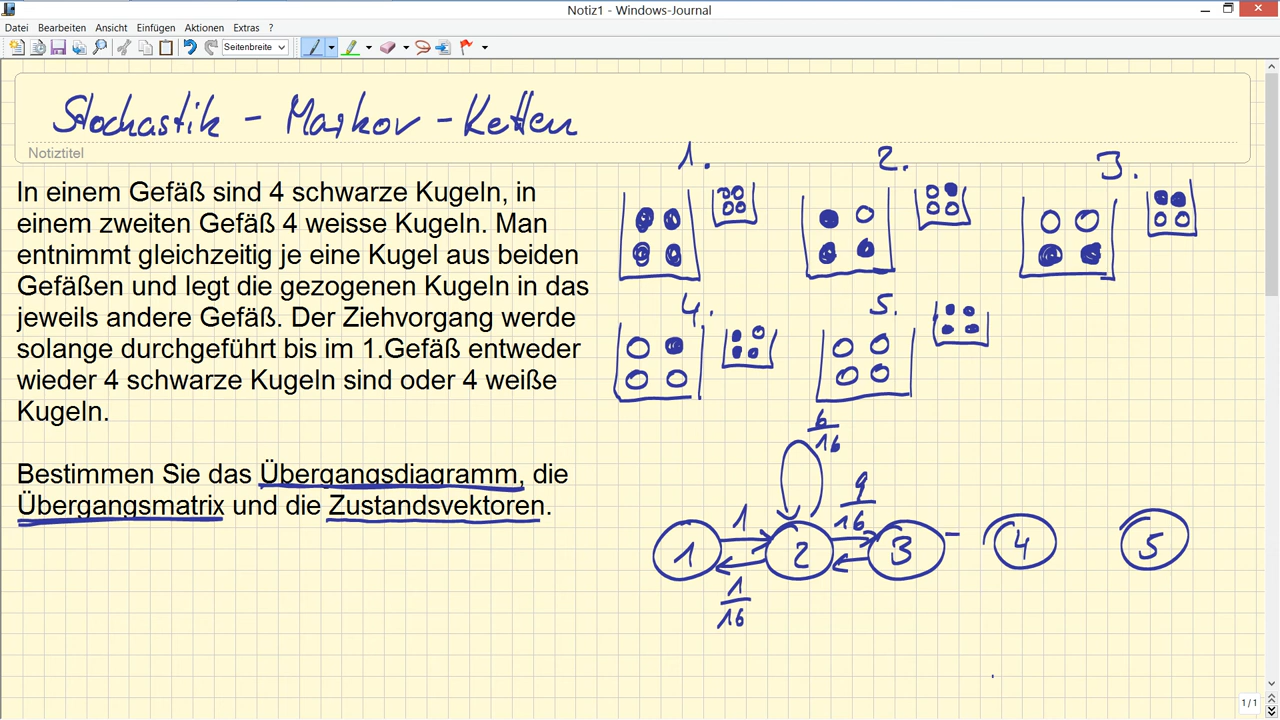 Notiz1 - Windows-Journal
Datei Bearbeiten Ansicht Einfügen Aktionen Extras ?
Seitenbreite
Stochastik - Markov - Ketten
Notiztitel
In einem Gefäß sind 4 schwarze Kugeln, in
einem zweiten Gefäß 4 weisse Kugeln. Man
entnimmt gleichzeitig je eine Kugel aus beiden
Gefäßen und legt die gezogenen Kugeln in das
jeweils andere Gefäß. Der Ziehvorgang werde
solange durchgeführt bis im 1.Gefäß entweder
wieder 4 schwarze Kugeln sind oder 4 weiße
Kugeln.
Bestimmen Sie das Übergangsdiagramm, die
Übergangsmatrix und die Zustandsvektoren.
1. 2. 3.
4. 5.
6/16
1 9/16
1 2 3 4 5
1/16
1/1